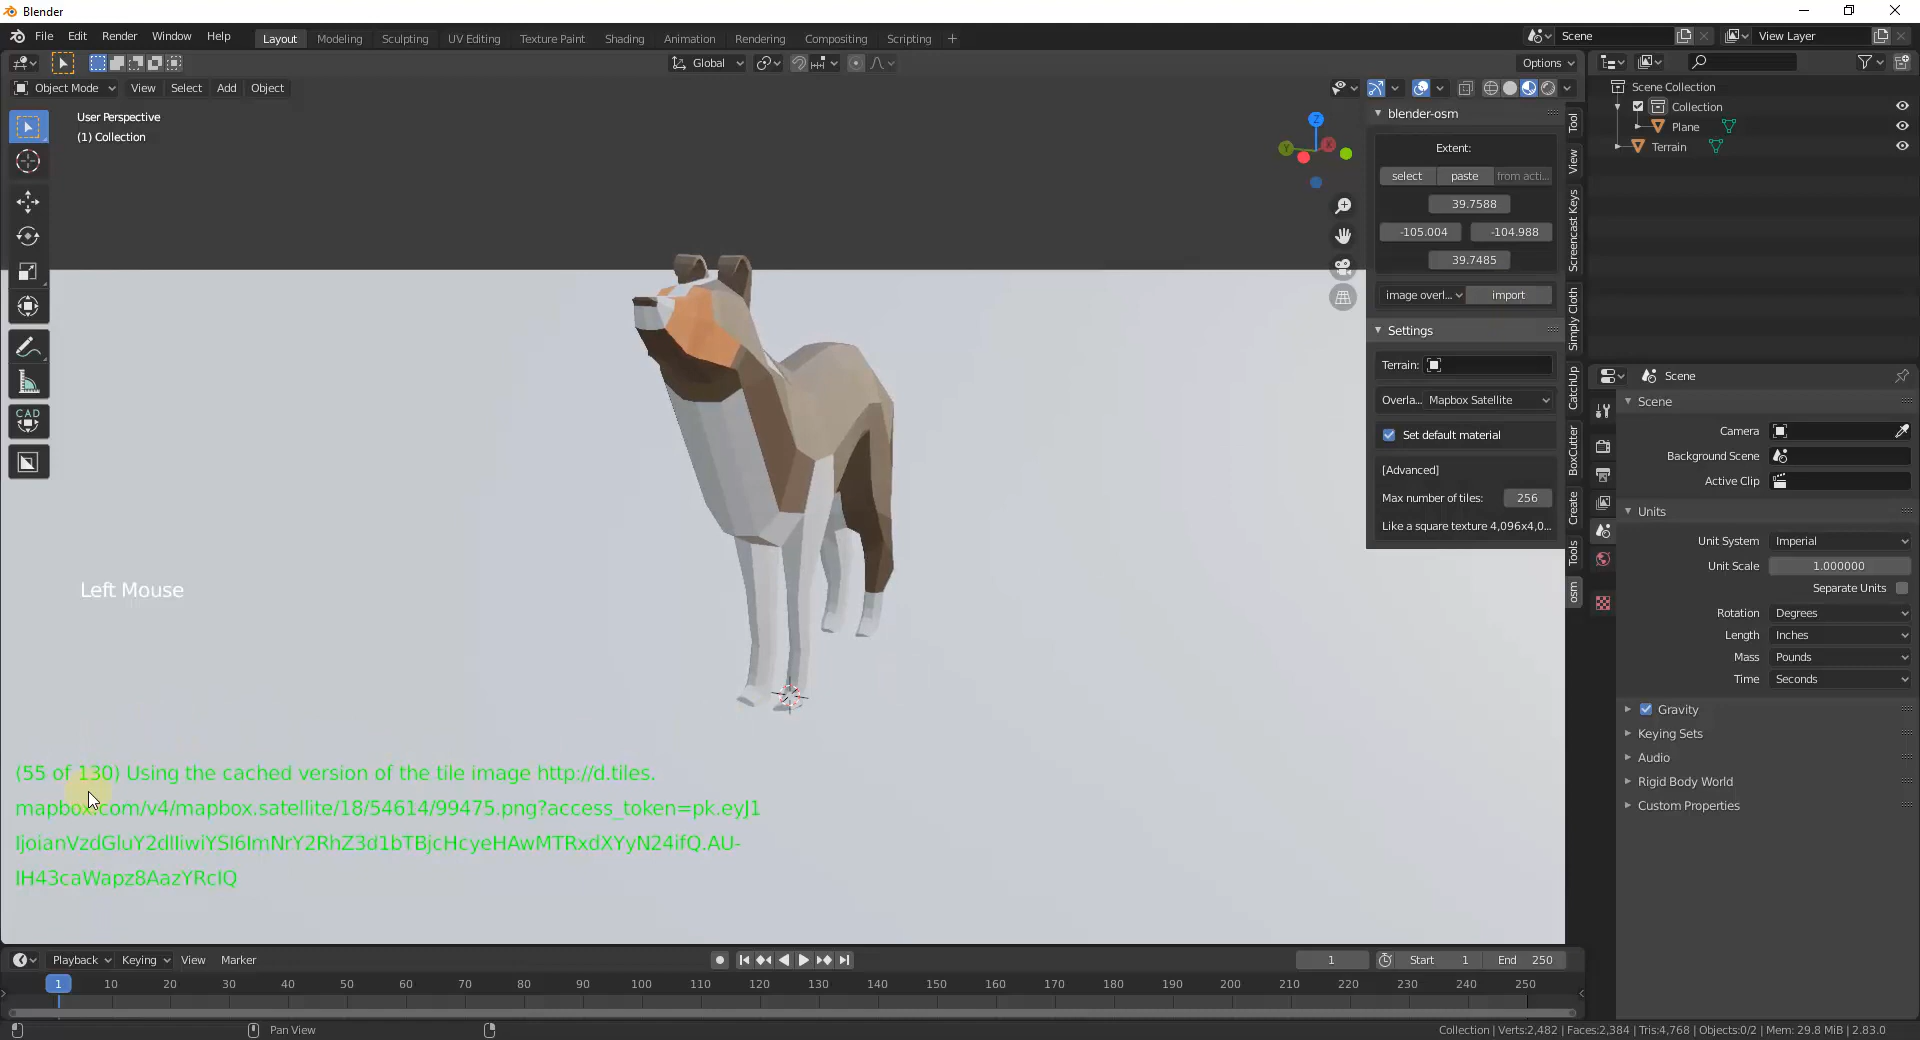 Blender
File Edit Render Window Help
Layout Modeling Sculpting UV Editing Texture Paint Shading Animation Rendering Compositing Scripting +
Scene
View Layer
Global
Options
Object Mode View Select Add Object
User Perspective
(1) Collection
CAD
Z
Y
X
Left Mouse
(55 of 130) Using the cached version of the tile image http://d.tiles.
mapbox.com/v4/mapbox.satellite/18/54614/99475.png?access_token=pk.eyJ1
IH43caWapz8AazYRcIQ
blender-osm
Extent:
select paste from acti...
39.7588
-105.004 -104.988
39.7485
image overl... import
Settings
Terrain:
Overla... Mapbox Satellite
Set default material
[Advanced]
Max number of tiles: 256
Like a square texture 4,096x4,0...
Tool
View
Screencast Keys
Simply Cloth
CatchUp
BoxCutter
Create
Tools
osm
Scene Collection
Collection
Plane
Terrain
Scene
Scene
Camera
Background Scene
Active Clip
Units
Unit System Imperial
Unit Scale 1.000000
Separate Units
Rotation Degrees
Length Inches
Mass Pounds
Time Seconds
Gravity
Keying Sets
Audio
Rigid Body World
Custom Properties
Playback Keying View Marker
1 Start 1 End 250
1 10 20 30 40 50 60 70 80 90 100 110 120 130 140 150 160 170 180 190 200 210 220 230 240 250
Pan View
Collection | Verts:2,482 | Faces:2,384 | Tris:4,768 | Objects:0/2 | Mem: 29.8 MiB | 2.83.0